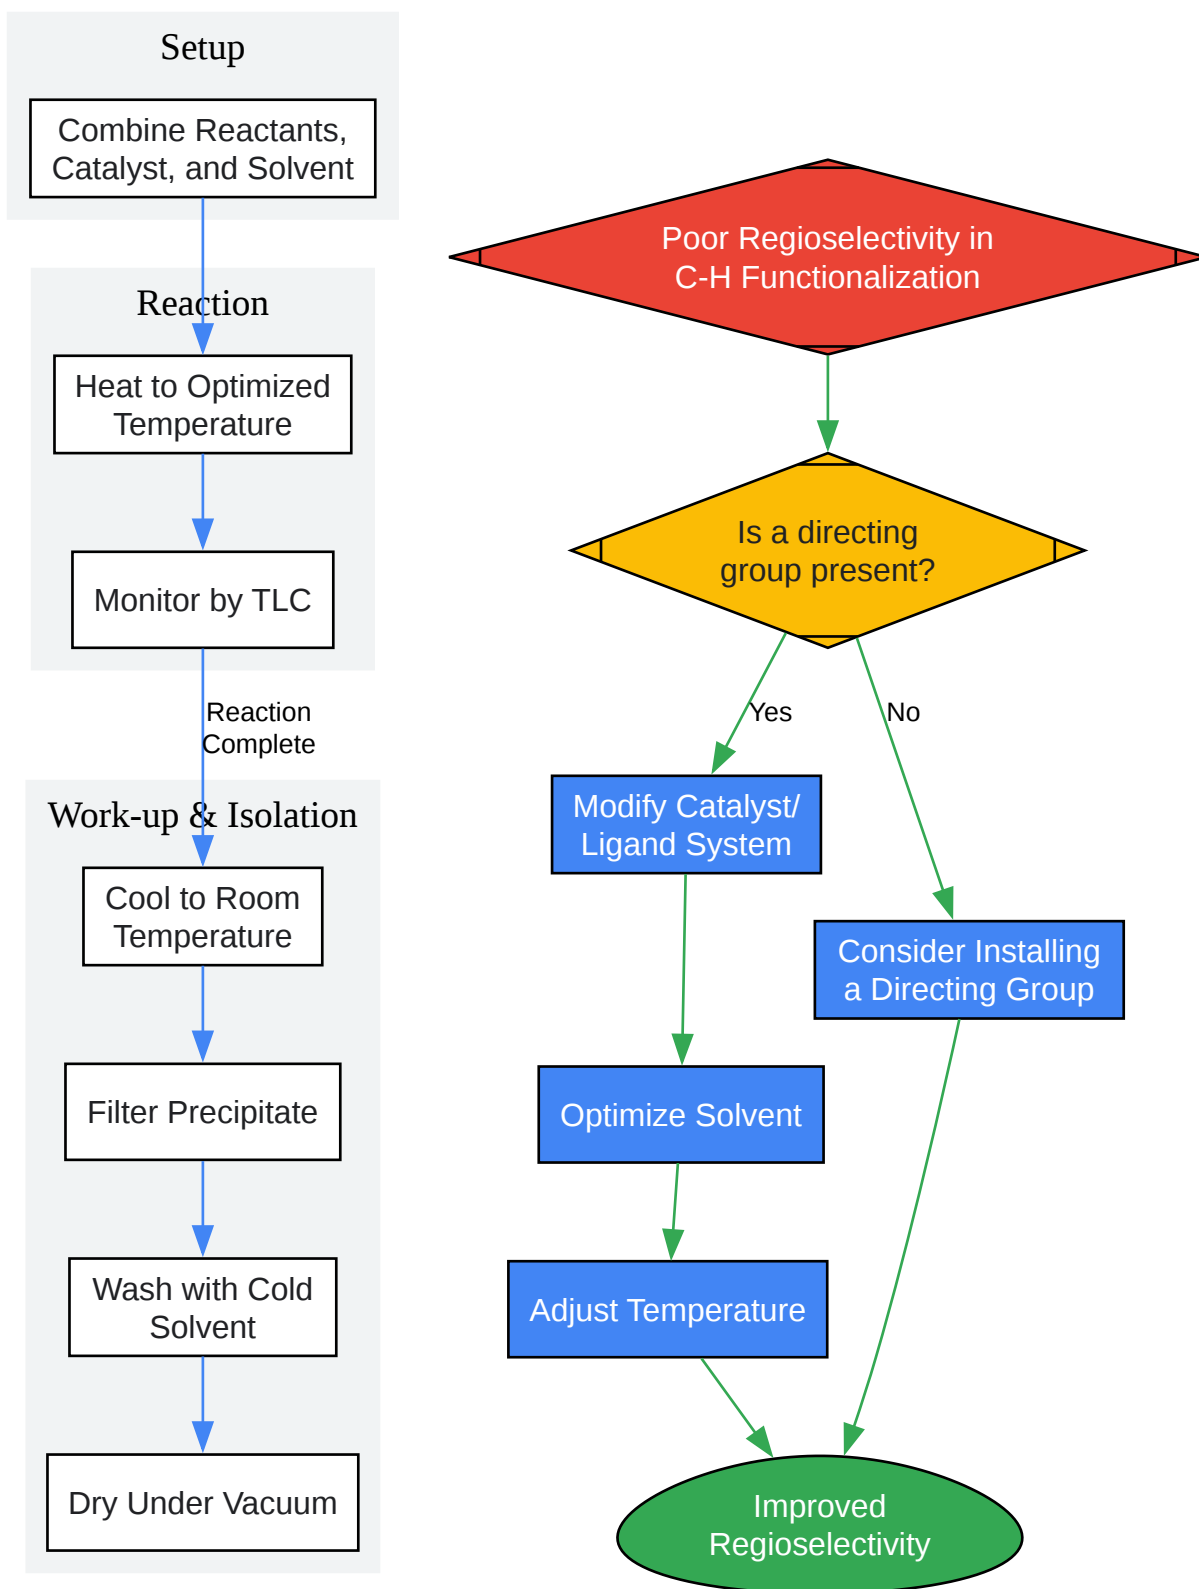 Setup
Combine Reactants,
Catalyst, and Solvent
Reaction
Heat to Optimized
Temperature
Monitor by TLC
Reaction
Complete
Work-up & Isolation
Cool to Room
Temperature
Filter Precipitate
Wash with Cold
Solvent
Dry Under Vacuum
Poor Regioselectivity in
C-H Functionalization
Is a directing
group present?
Yes
No
Modify Catalyst/
Ligand System
Consider Installing
a Directing Group
Optimize Solvent
Adjust Temperature
Improved
Regioselectivity